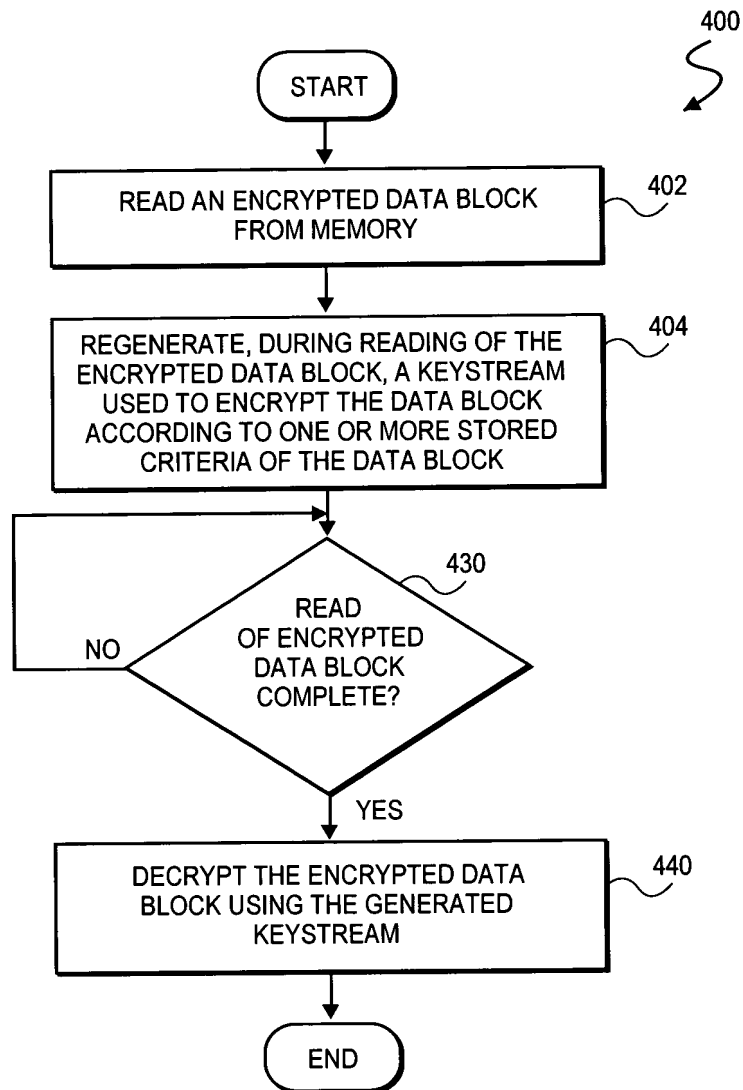 400
START
READ AN ENCRYPTED DATA BLOCK
FROM MEMORY
402
REGENERATE, DURING READING OF THE
ENCRYPTED DATA BLOCK, A KEYSTREAM
USED TO ENCRYPT THE DATA BLOCK
ACCORDING TO ONE OR MORE STORED
CRITERIA OF THE DATA BLOCK
404
430
READ
OF ENCRYPTED
DATA BLOCK
COMPLETE?
NO
YES
DECRYPT THE ENCRYPTED DATA
BLOCK USING THE GENERATED
KEYSTREAM
440
END